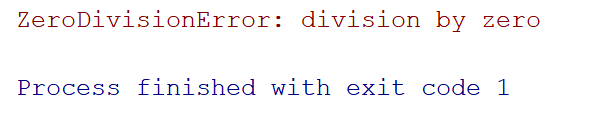 ZeroDivisionError: division by zero
Process finished with exit code 1